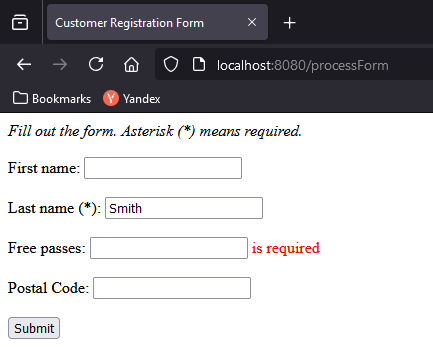 Customer Registration Form
localhost:8080/processForm
Bookmarks Yandex
Fill out the form. Asterisk (*) means required.
First name:
Last name (*): Smith
Free passes: is required
Postal Code:
Submit